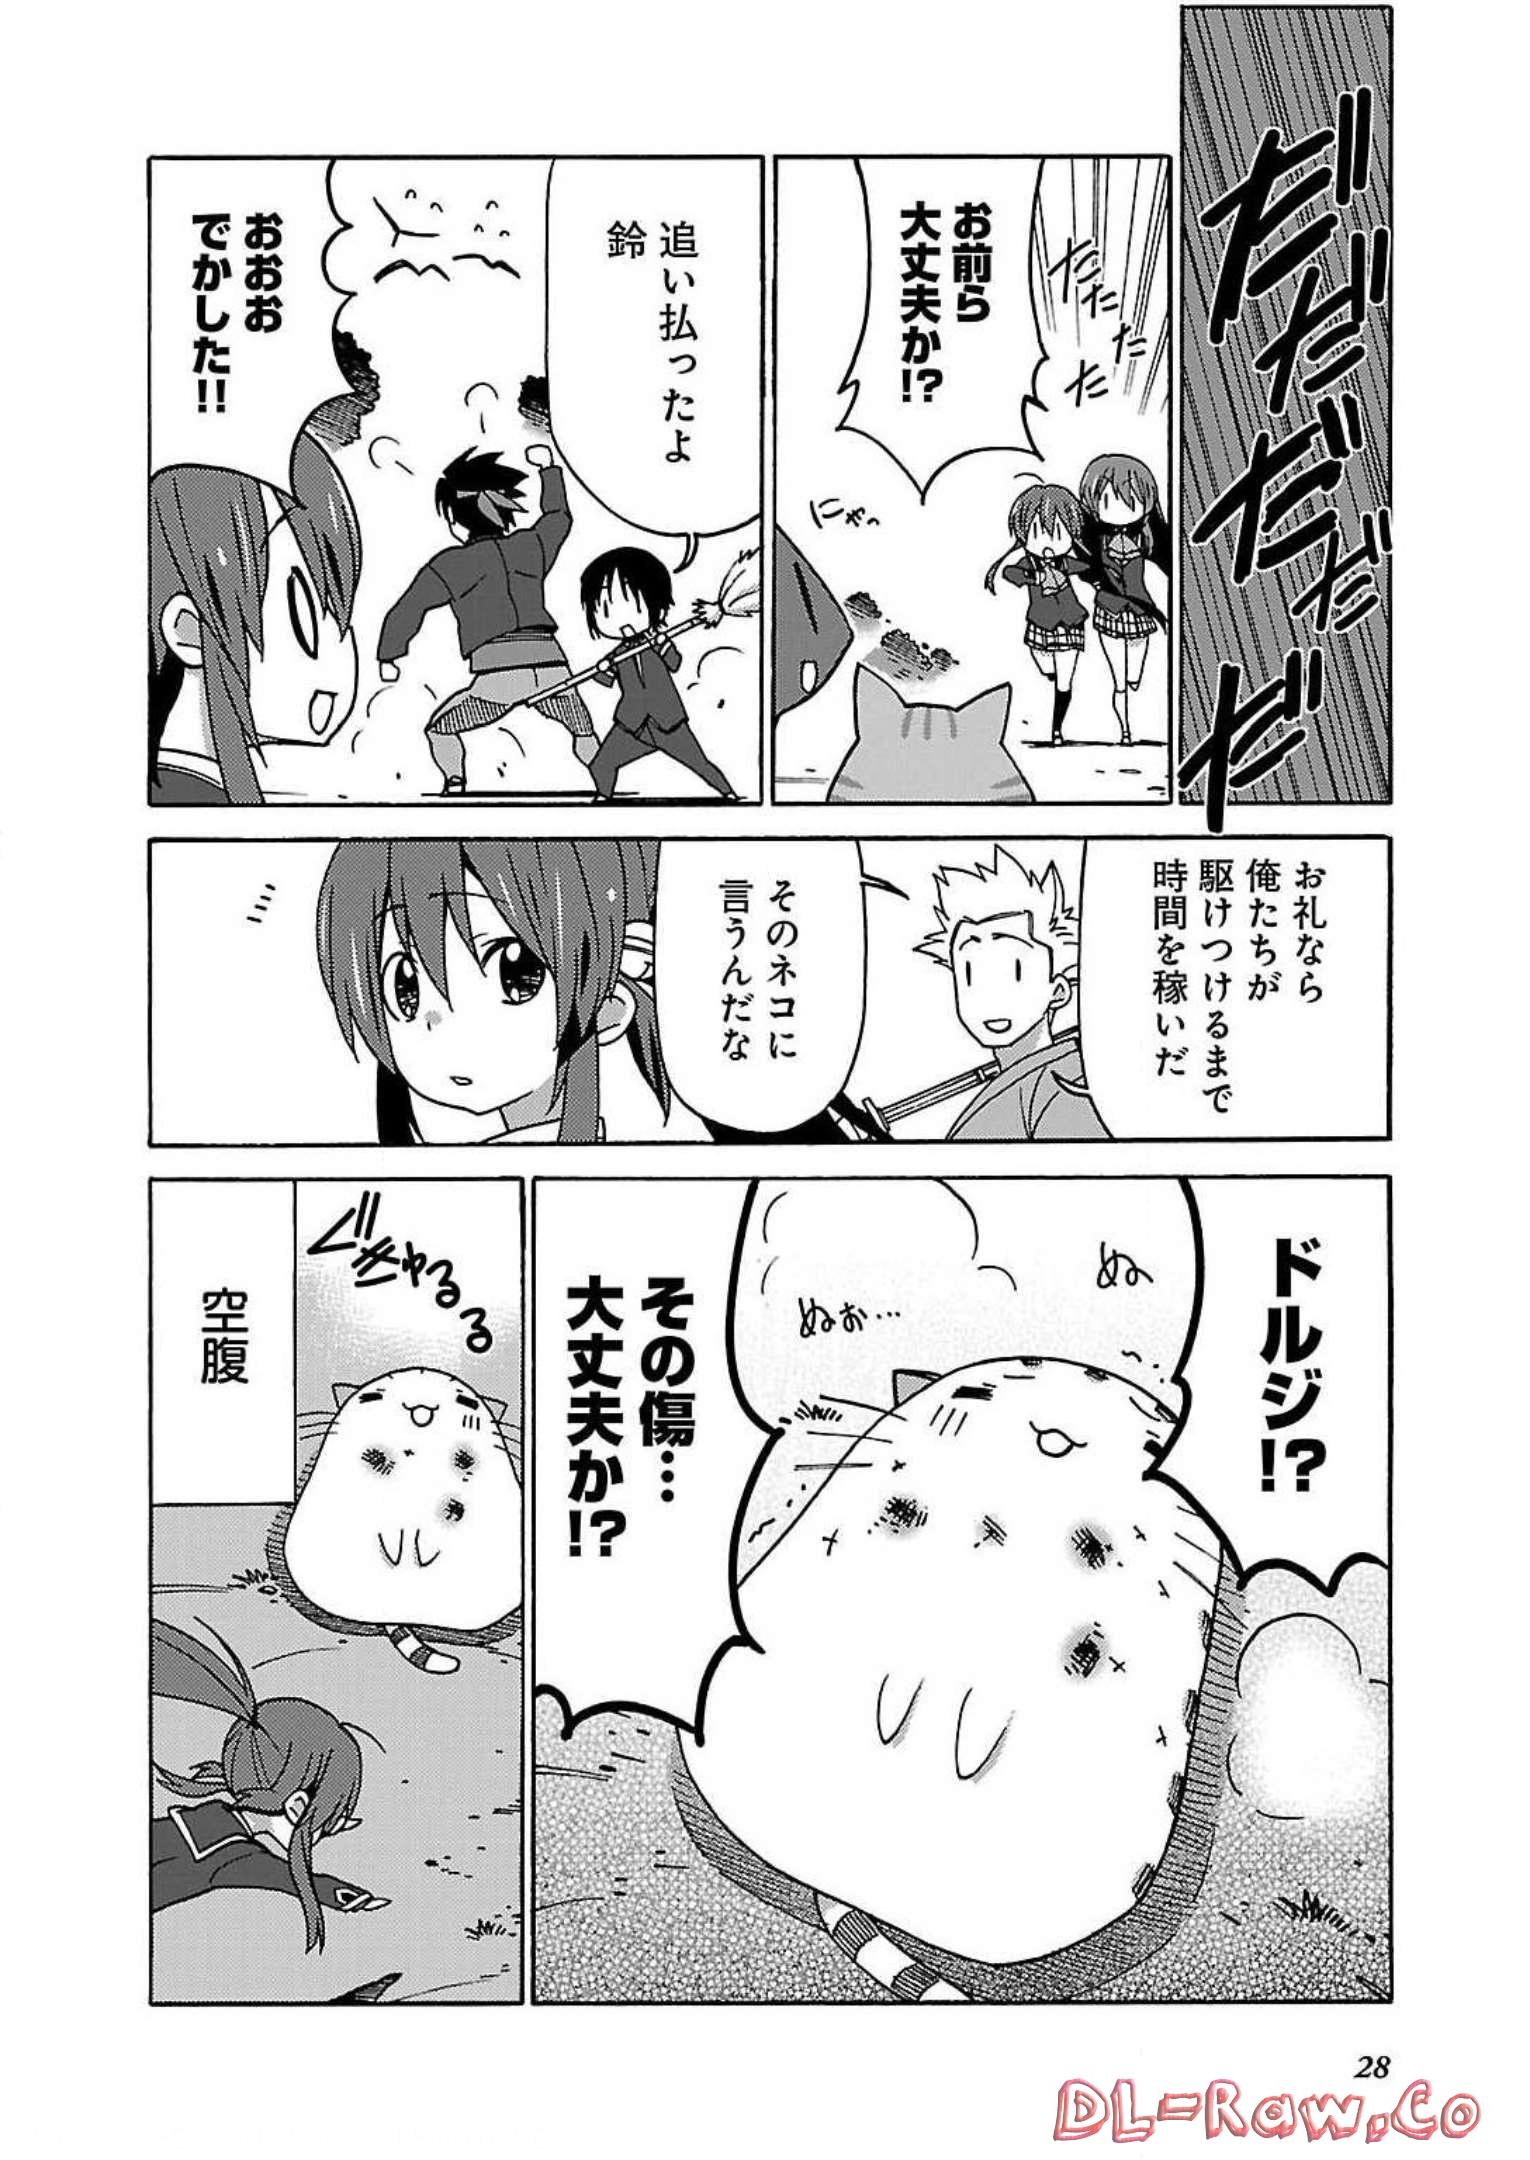 だだだだだ
お前ら
大丈夫か!?
だだだだ
にゃっ
追い払ったよ
鈴
おおお
でかした!!
お礼なら
俺たちが
駆けつけるまで
時間を稼いだ
そのネコに
言うんだな
ドルジ!?
ぬ
ぬぉ…
その傷…
大丈夫か!?
ぐぎゅるるる
空腹
28
DL-Raw.Co